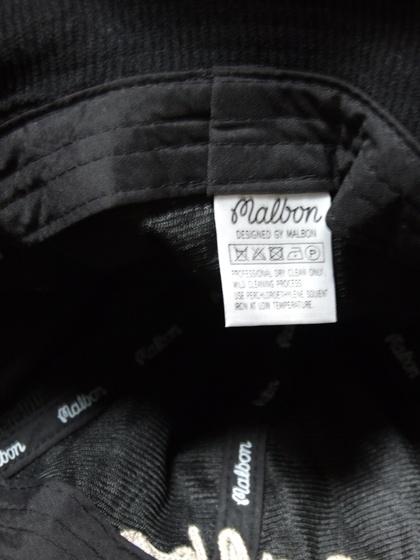 Malbon
DESIGNED BY MALBON
P
PROFESSIONAL DRY CLEAN ONLY.
MILD CLEANING PROCESS
USE PERCHLOROETHYLENE SOLVENT
IRON AT LOW TEMPERATURE.
Malbon
Malbon
Malbon